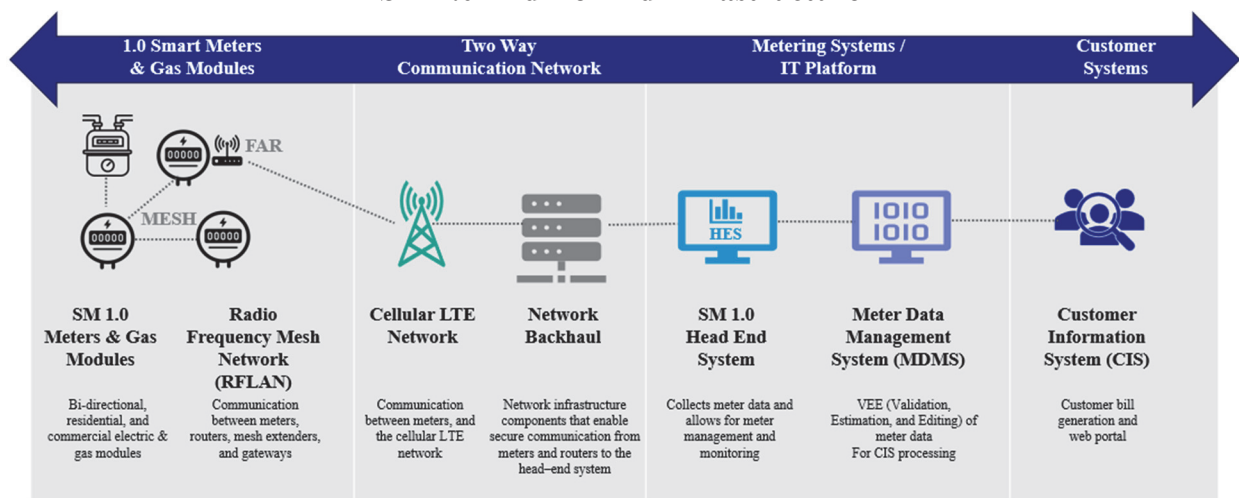 1.0 Smart Meters
& Gas Modules
Two Way
Communication Network
Metering Systems /
IT Platform
Customer
Systems
FAR
MESH
00000
00000
00000
HES
1010
1010
SM 1.0
Meters & Gas
Modules
Radio
Frequency Mesh
Network
(RFLAN)
Cellular LTE
Network
Network
Backhaul
SM 1.0
Head End
System
Meter Data
Management
System (MDMS)
Customer
Information
System (CIS)
Bi-directional,
residential, and
commercial electric &
gas modules
Communication
between meters,
routers, mesh extenders,
and gateways
Communication
between meters, and
the cellular LTE
network
Network infrastructure
components that enable
secure communication from
meters and routers to the
head–end system
Collects meter data and
allows for meter
management and
monitoring
VEE (Validation,
Estimation, and Editing) of
meter data
For CIS processing
Customer bill
generation and
web portal